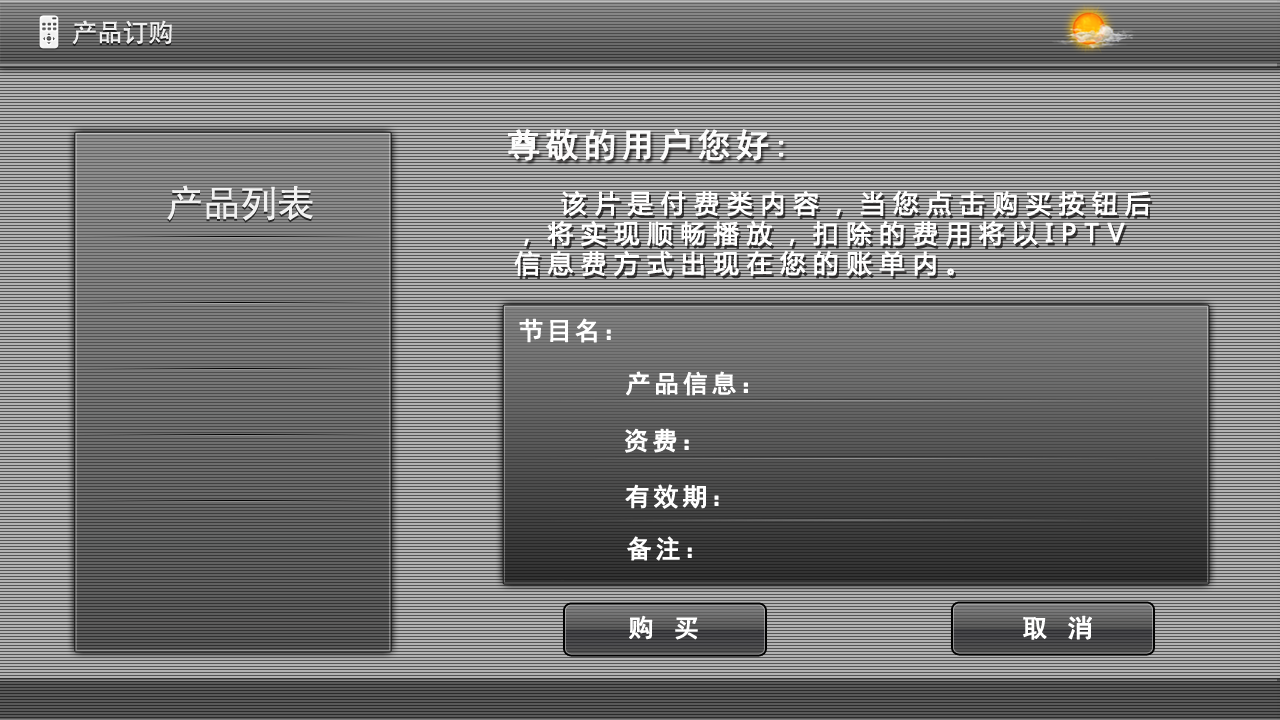 产品订购
产品列表
尊敬的用户您好:
该片是付费类内容，当您点击购买按钮后
，将实现顺畅播放，扣除的费用将以IPTV
信息费方式出现在您的账单内。
节目名：
产品信息：
资费：
有效期：
备注：
购 买
取 消